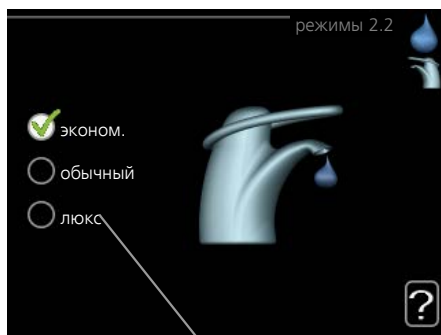 режимы 2.2
эконом.
обычный
люкс
?